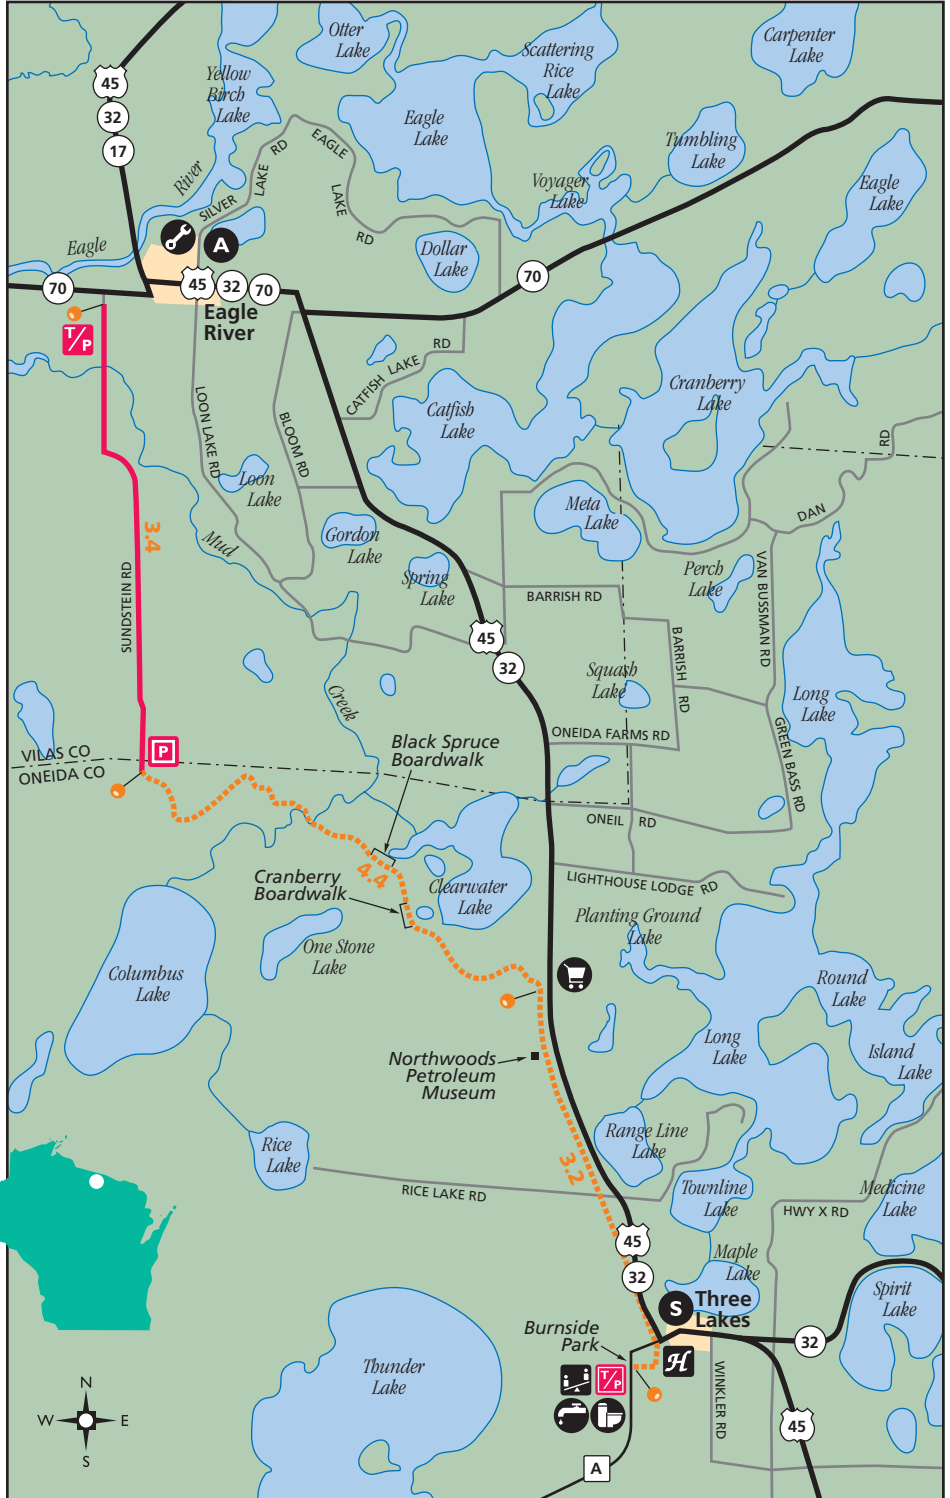 Otter
Lake
Scattering
Rice
Lake
Carpenter
Lake
45
32
17
Yellow
Birch
Lake
Eagle
Lake
Tumbling
Lake
River
SILVER
LAKE
RD
EAGLE
LAKE
RD
Voyager
Lake
Eagle
Lake
Eagle
A
Dollar
Lake
70
70
45
32
70
Eagle
River
T/P
CATFISH LAKE
RD
Catfish
Lake
Cranberry
Lake
LOON LAKE RD
BLOOM RD
RD
Loon
Lake
Meta
Lake
DAN
3.4
Mud
Gordon
Lake
Spring
Lake
Perch
Lake
VAN BUSSMAN RD
SUNDSTEIN RD
BARRISH RD
BARRISH
RD
45
32
Squash
Lake
Long
Lake
Creek
GREEN BASS RD
VILAS CO
ONEIDA CO
P
Black Spruce
Boardwalk
ONEIDA FARMS RD
ONEIL RD
4.4
Cranberry
Boardwalk
Clearwater
Lake
LIGHTHOUSE LODGE RD
Planting Ground
Lake
One Stone
Lake
Columbus
Lake
Round
Lake
Long
Lake
Island
Lake
Northwoods
Petroleum
Museum
Rice
Lake
3.2
Range Line
Lake
RICE LAKE RD
Townline
Lake
Medicine
Lake
HWY X RD
45
32
Maple
Lake
S
Three
Lakes
Spirit
Lake
Burnside
Park
32
Thunder
Lake
T/P
H
WINKLER RD
45
A
N
W
E
S